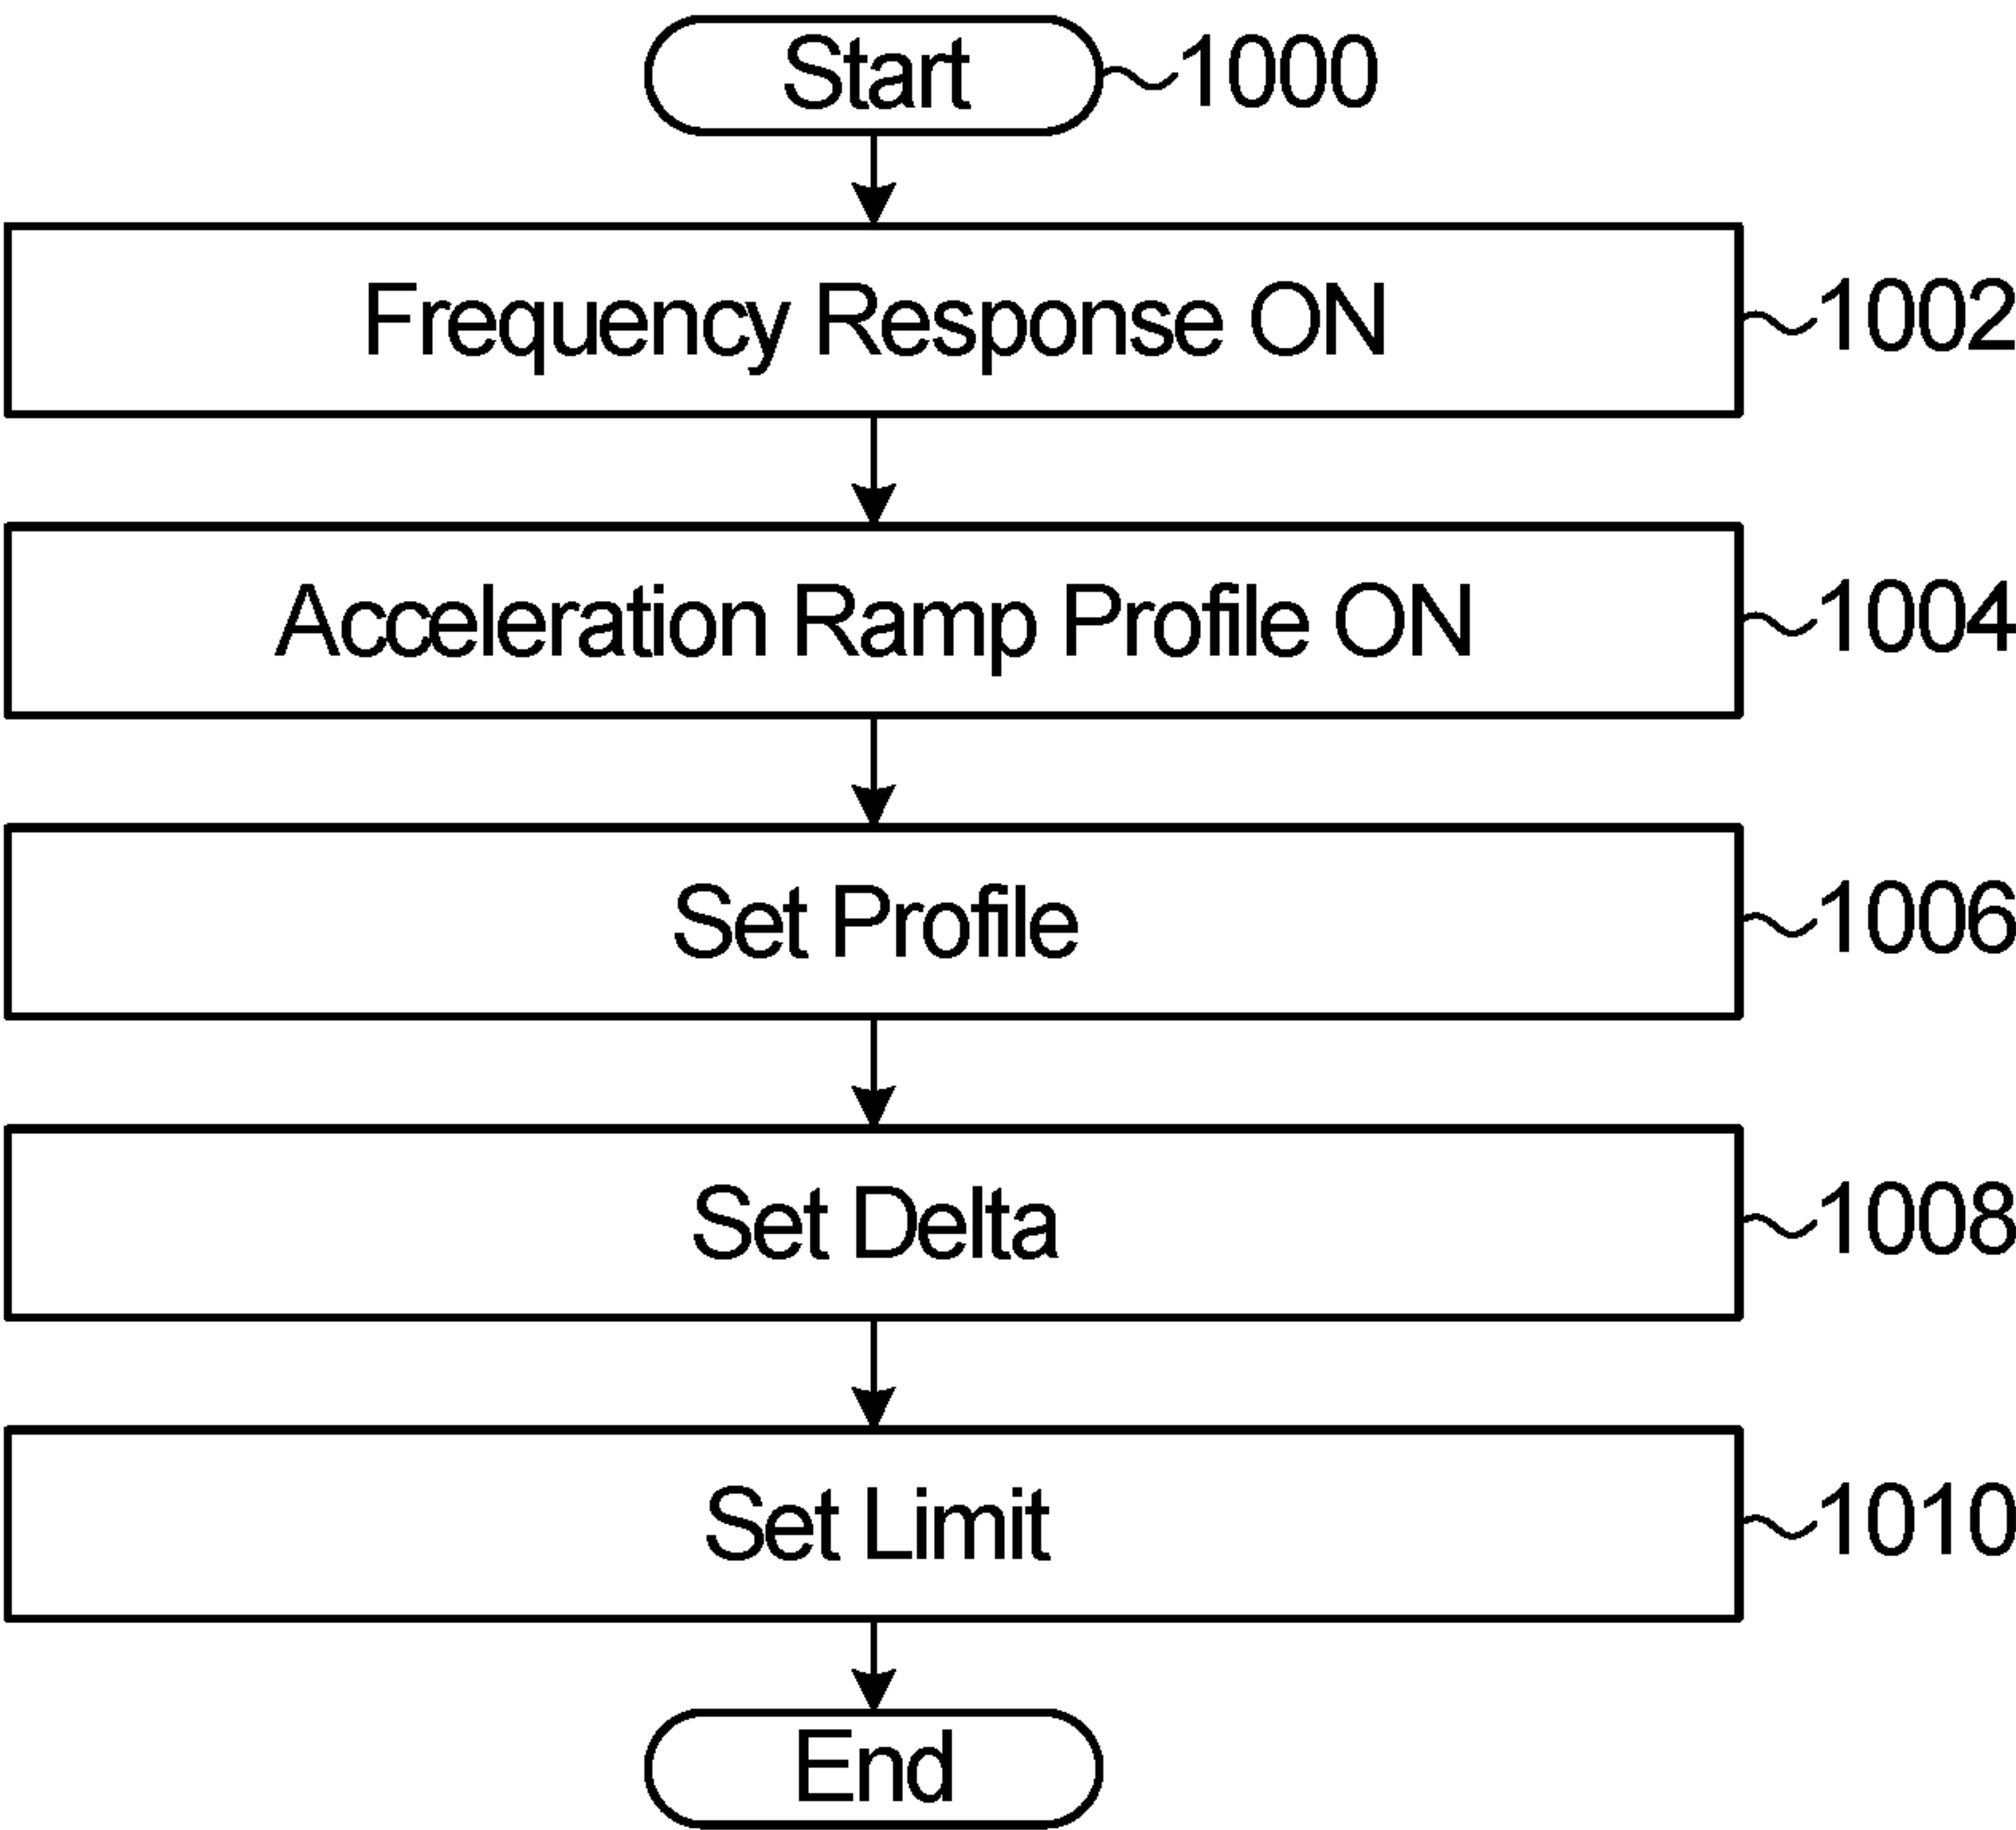 Start 1000
Frequency Response ON 1002
Acceleration Ramp Profile ON 1004
Set Profile 1006
Set Delta 1008
Set Limit 1010
End